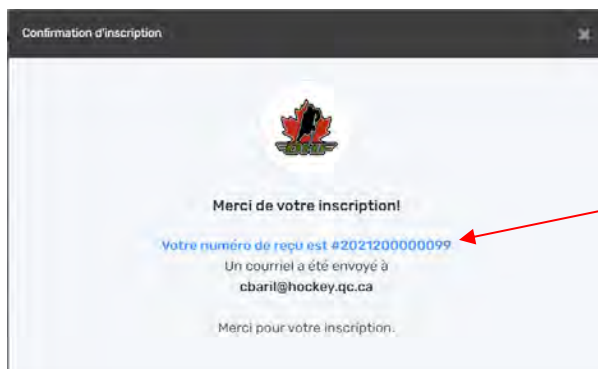 Confirmation d'inscription
Merci de votre inscription!
Votre numéro de reçu est #2021200000099
Un courriel a été envoyé à
cbaril@hockey.qc.ca
Merci pour votre inscription.